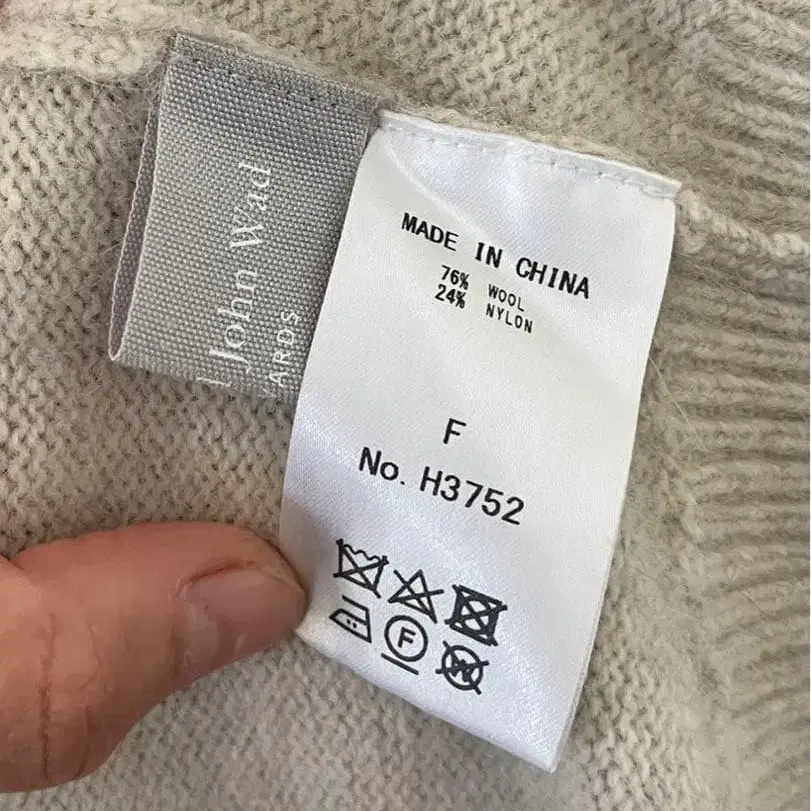 John Wad
ARDS
MADE IN CHINA
76% WOOL
24% NYLON
F
No. H3752
F
W